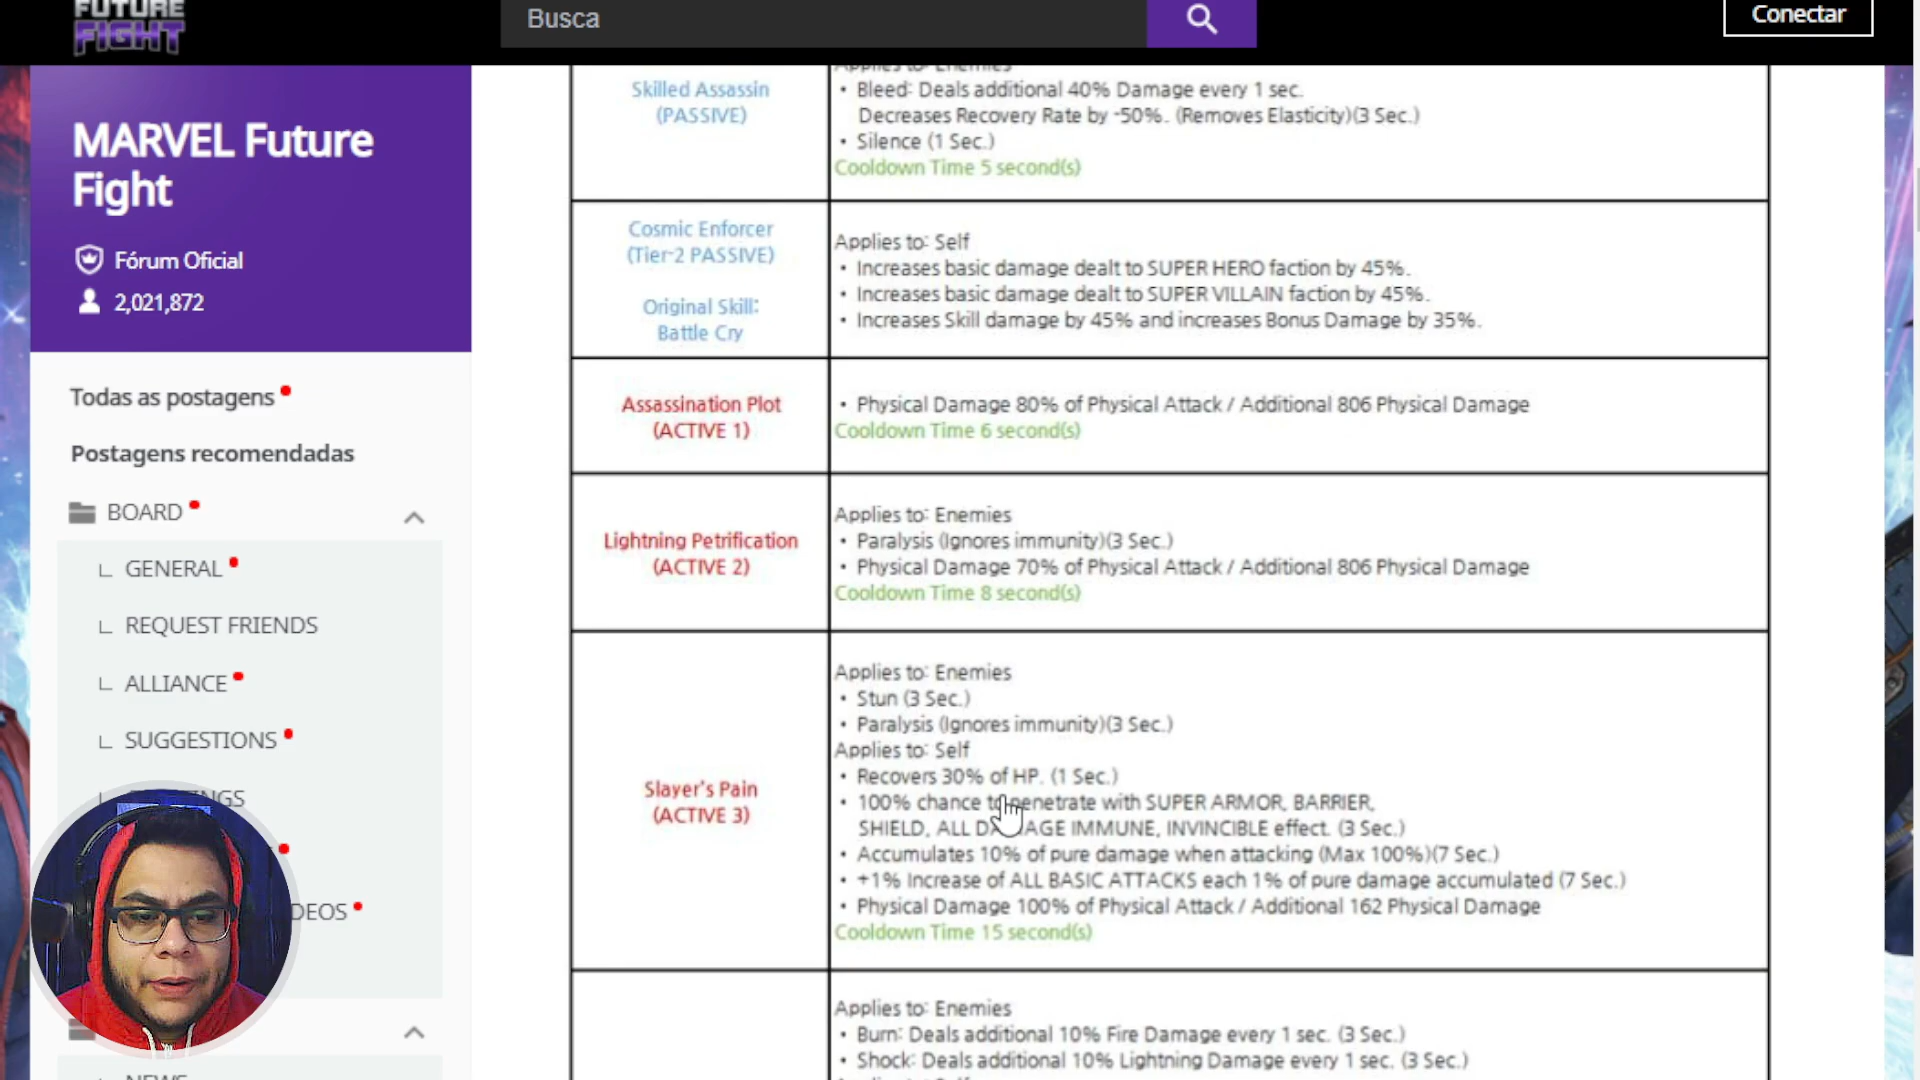 FUTURE
FIGHT
Busca
Conectar
MARVEL Future
Fight
Fórum Oficial
2,021,872
Todas as postagens
Postagens recomendadas
BOARD
GENERAL
REQUEST FRIENDS
ALLIANCE
SUGGESTIONS
Applies to: Enemies
Skilled Assassin
(PASSIVE)
• Bleed: Deals additional 40% Damage every 1 sec.
Decreases Recovery Rate by -50%. (Removes Elasticity)(3 Sec.)
• Silence (1 Sec.)
Cooldown Time 5 second(s)
Cosmic Enforcer
(Tier-2 PASSIVE)
Original Skill:
Battle Cry
Applies to: Self
• Increases basic damage dealt to SUPER HERO faction by 45%.
• Increases basic damage dealt to SUPER VILLAIN faction by 45%.
• Increases Skill damage by 45% and increases Bonus Damage by 35%.
Assassination Plot
(ACTIVE 1)
• Physical Damage 80% of Physical Attack / Additional 806 Physical Damage
Cooldown Time 6 second(s)
Lightning Petrification
(ACTIVE 2)
Applies to: Enemies
• Paralysis (Ignores immunity)(3 Sec.)
• Physical Damage 70% of Physical Attack / Additional 806 Physical Damage
Cooldown Time 8 second(s)
Slayer's Pain
(ACTIVE 3)
Applies to: Enemies
• Stun (3 Sec.)
• Paralysis (Ignores immunity)(3 Sec.)
Applies to: Self
• Recovers 30% of HP. (1 Sec.)
• 100% chance to penetrate with SUPER ARMOR, BARRIER,
SHIELD, ALL DAMAGE IMMUNE, INVINCIBLE effect. (3 Sec.)
• Accumulates 10% of pure damage when attacking (Max 100%)(7 Sec.)
• +1% Increase of ALL BASIC ATTACKS each 1% of pure damage accumulated (7 Sec.)
• Physical Damage 100% of Physical Attack / Additional 162 Physical Damage
Cooldown Time 15 second(s)
Applies to: Enemies
• Burn: Deals additional 10% Fire Damage every 1 sec. (3 Sec.)
• Shock: Deals additional 10% Lightning Damage every 1 sec. (3 Sec.)